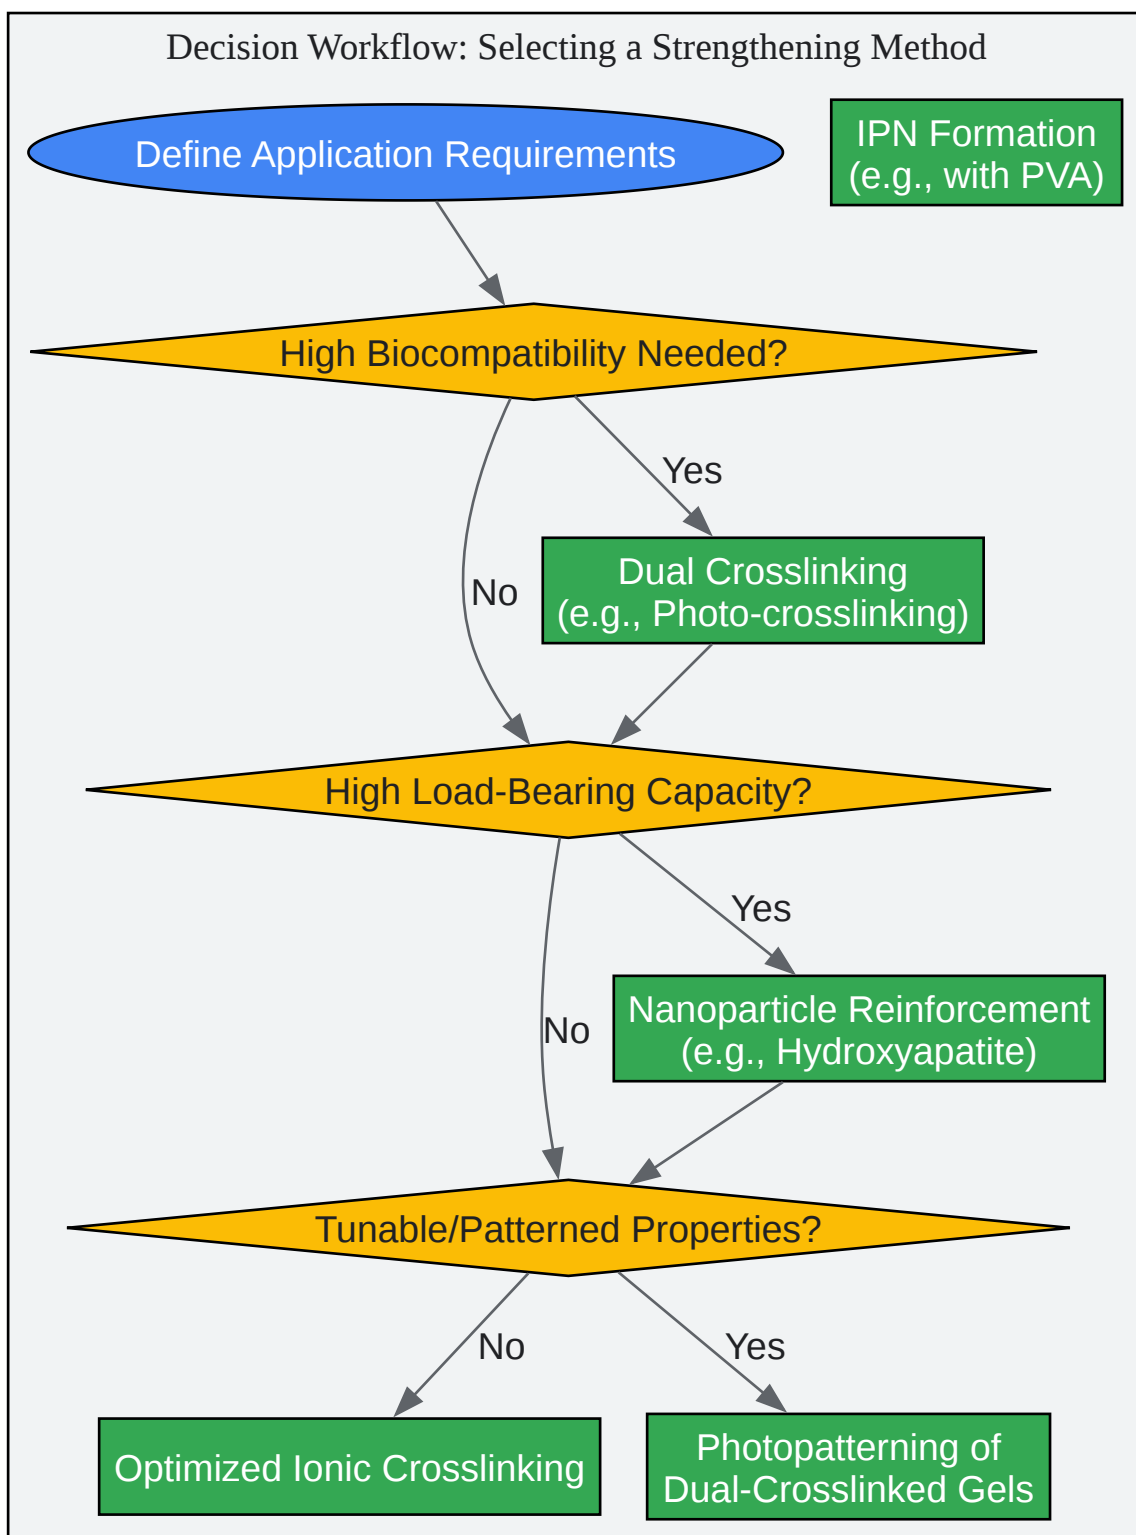 Decision Workflow: Selecting a Strengthening Method
Define Application Requirements
IPN Formation
(e.g., with PVA)
High Biocompatibility Needed?
Yes
No
Dual Crosslinking
(e.g., Photo-crosslinking)
High Load-Bearing Capacity?
Yes
No
Nanoparticle Reinforcement
(e.g., Hydroxyapatite)
Tunable/Patterned Properties?
No
Yes
Optimized Ionic Crosslinking
Photopatterning of
Dual-Crosslinked Gels